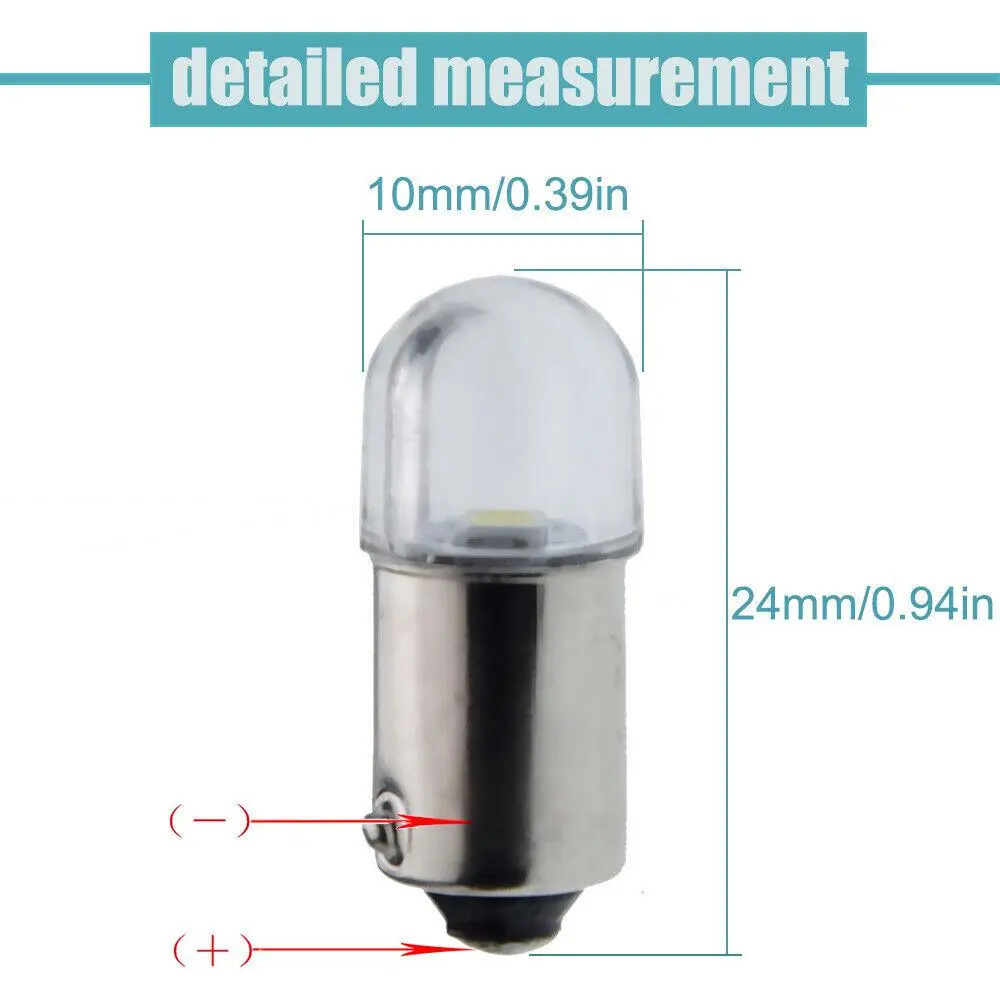 detailed measurement
10mm/0.39in
24mm/0.94in
(−)
(+)